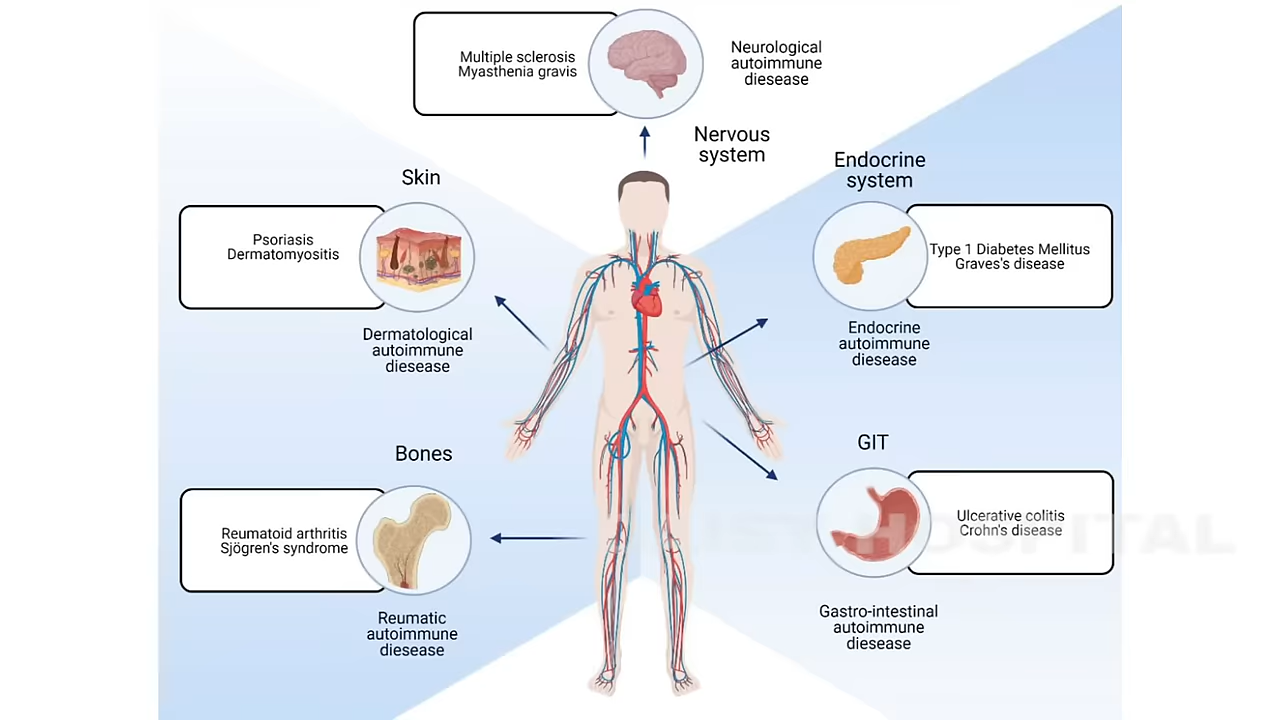 Multiple sclerosis
Myasthenia gravis
Neurological
autoimmune
diesease
Nervous
system
Skin
Psoriasis
Dermatomyositis
Dermatological
autoimmune
diesease
Endocrine
system
Type 1 Diabetes Mellitus
Graves's disease
Endocrine
autoimmune
diesease
Bones
Reumatoid arthritis
Sjögren's syndrome
Reumatic
autoimmune
diesease
GIT
Ulcerative colitis
Crohn's disease
Gastro-intestinal
autoimmune
diesease
HOSPITAL